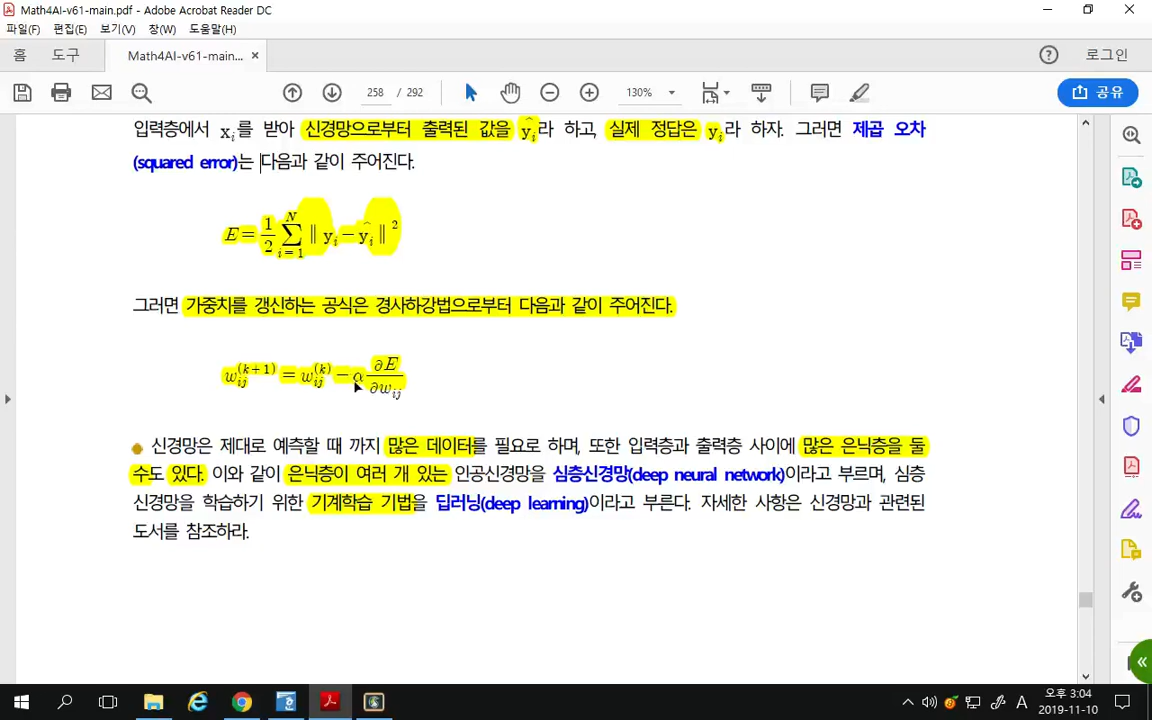 Math4AI-v61-main.pdf - Adobe Acrobat Reader DC
파일(F) 편집(E) 보기(V) 창(W) 도움말(H)
홈 도구 Math4AI-v61-main... × 로그인
258 / 292 130% 공유
입력층에서 x_i를 받아 신경망으로부터 출력된 값을 ŷ_i라 하고, 실제 정답은 y_i라 하자. 그러면 제곱 오차
(squared error)는 다음과 같이 주어진다.
E = 1/2 ∑_{i=1}^{N} ‖ y_i − ŷ_i ‖²
그러면 가중치를 갱신하는 공식은 경사하강법으로부터 다음과 같이 주어진다.
w_{ij}^{(k+1)} = w_{ij}^{(k)} − α ∂E/∂w_{ij}
신경망은 제대로 예측할 때 까지 많은 데이터를 필요로 하며, 또한 입력층과 출력층 사이에 많은 은닉층을 둘
수도 있다. 이와 같이 은닉층이 여러 개 있는 인공신경망을 심층신경망(deep neural network)이라고 부르며, 심층
신경망을 학습하기 위한 기계학습 기법을 딥러닝(deep learning)이라고 부른다. 자세한 사항은 신경망과 관련된
도서를 참조하라.
A 오후 3:04
2019-11-10